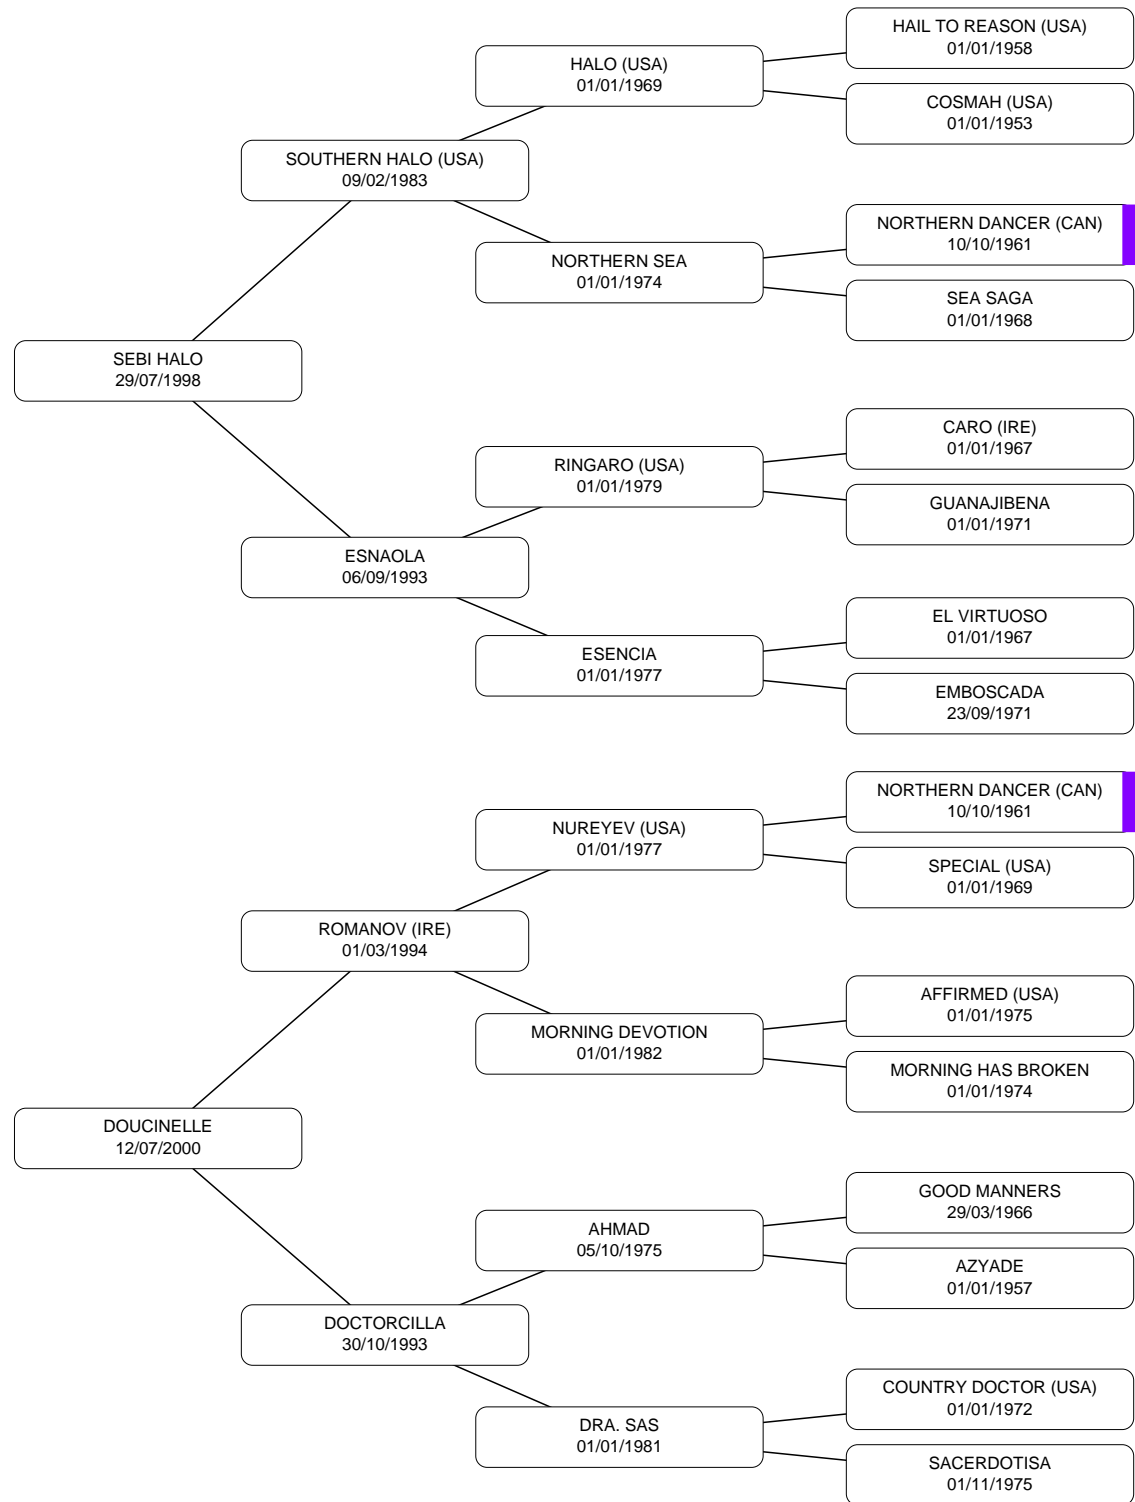 HAIL TO REASON (USA)
01/01/1958
HALO (USA)
01/01/1969
COSMAH (USA)
01/01/1953
SOUTHERN HALO (USA)
09/02/1983
NORTHERN DANCER (CAN)
10/10/1961
NORTHERN SEA
01/01/1974
SEA SAGA
01/01/1968
SEBI HALO
29/07/1998
CARO (IRE)
01/01/1967
RINGARO (USA)
01/01/1979
GUANAJIBENA
01/01/1971
ESNAOLA
06/09/1993
EL VIRTUOSO
01/01/1967
ESENCIA
01/01/1977
EMBOSCADA
23/09/1971
NORTHERN DANCER (CAN)
10/10/1961
NUREYEV (USA)
01/01/1977
SPECIAL (USA)
01/01/1969
ROMANOV (IRE)
01/03/1994
AFFIRMED (USA)
01/01/1975
MORNING DEVOTION
01/01/1982
MORNING HAS BROKEN
01/01/1974
DOUCINELLE
12/07/2000
GOOD MANNERS
29/03/1966
AHMAD
05/10/1975
AZYADE
01/01/1957
DOCTORCILLA
30/10/1993
COUNTRY DOCTOR (USA)
01/01/1972
DRA. SAS
01/01/1981
SACERDOTISA
01/11/1975